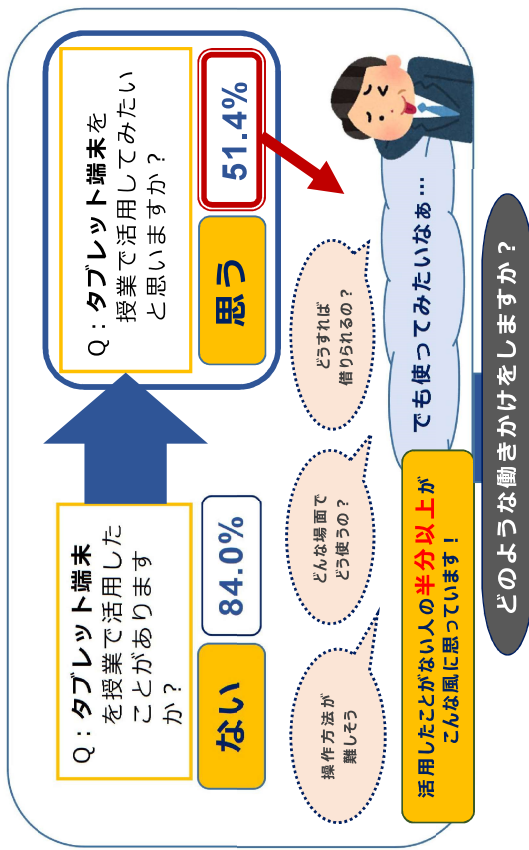 Q：タブレット端末
を授業で活用した
ことがあります
か？
ない
84.0%
Q：タブレット端末を
授業で活用してみたい
と思いますか？
思う
51.4%
操作方法が
難しそう
どんな場面で
どう使うの？
どうすれば
借りられるの？
活用したことがない人の半分以上が
こんな風に思っています！
でも使ってみたいなぁ…
どのような働きかけをしますか？